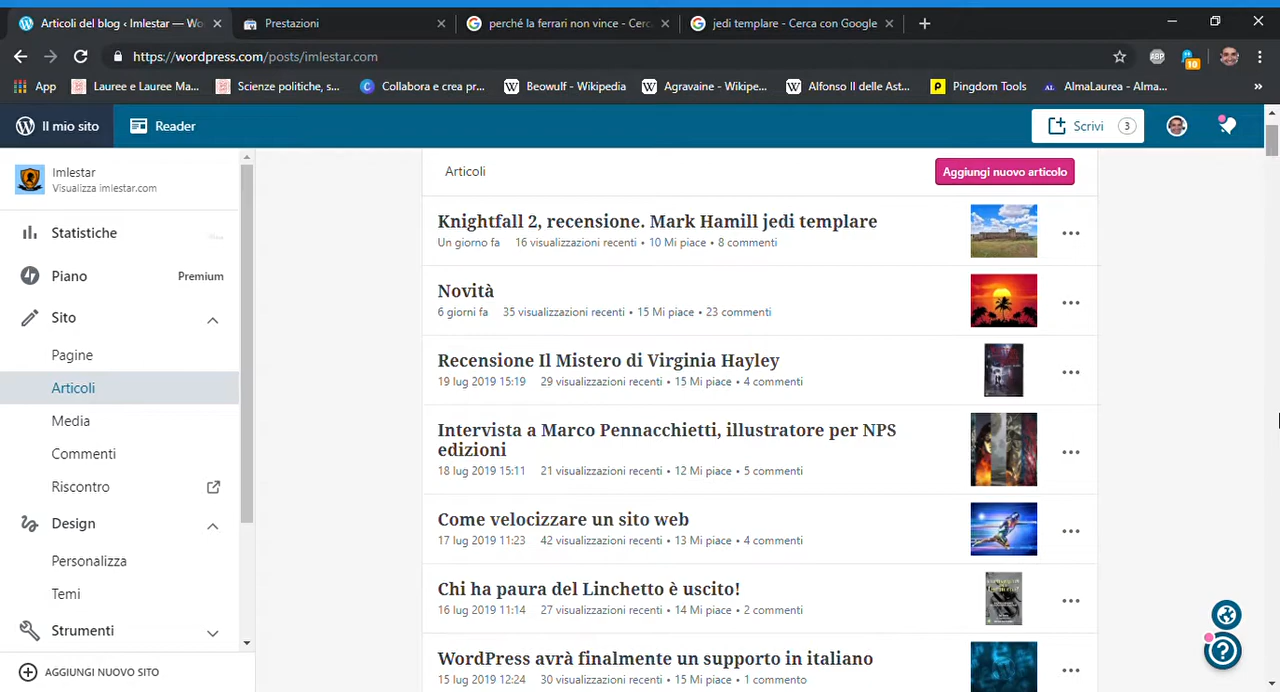 Articoli del blog ‹ Imlestar — Wo
Prestazioni
perché la ferrari non vince - Cerc
jedi templare - Cerca con Google
https://wordpress.com/posts/imlestar.com
ABP
10
App
Lauree e Lauree Ma...
Scienze politiche, s...
Collabora e crea pr...
Beowulf - Wikipedia
Agravaine - Wikipe...
Alfonso II delle Ast...
Pingdom Tools
AL
AlmaLaurea - Alma...
»
Il mio sito
Reader
Scrivi 3
Imlestar
Visualizza imlestar.com
Statistiche
Piano Premium
Sito
Pagine
Articoli
Media
Commenti
Riscontro
Design
Personalizza
Temi
Strumenti
AGGIUNGI NUOVO SITO
Articoli
Aggiungi nuovo articolo
Knightfall 2, recensione. Mark Hamill jedi templare
Un giorno fa 16 visualizzazioni recenti • 10 Mi piace • 8 commenti
Novità
6 giorni fa 35 visualizzazioni recenti • 15 Mi piace • 23 commenti
Recensione Il Mistero di Virginia Hayley
19 lug 2019 15:19 29 visualizzazioni recenti • 15 Mi piace • 4 commenti
Intervista a Marco Pennacchietti, illustratore per NPS
edizioni
18 lug 2019 15:11 21 visualizzazioni recenti • 12 Mi piace • 5 commenti
Come velocizzare un sito web
17 lug 2019 11:23 42 visualizzazioni recenti • 13 Mi piace • 4 commenti
Chi ha paura del Linchetto è uscito!
16 lug 2019 11:14 27 visualizzazioni recenti • 14 Mi piace • 2 commenti
WordPress avrà finalmente un supporto in italiano
15 lug 2019 12:24 30 visualizzazioni recenti • 15 Mi piace • 1 commento